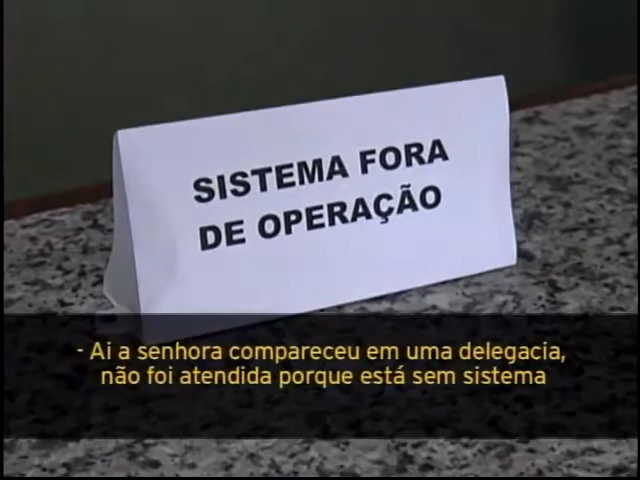 SISTEMA FORA
DE OPERAÇÃO
- Ai a senhora compareceu em uma delegacia,
não foi atendida porque está sem sistema